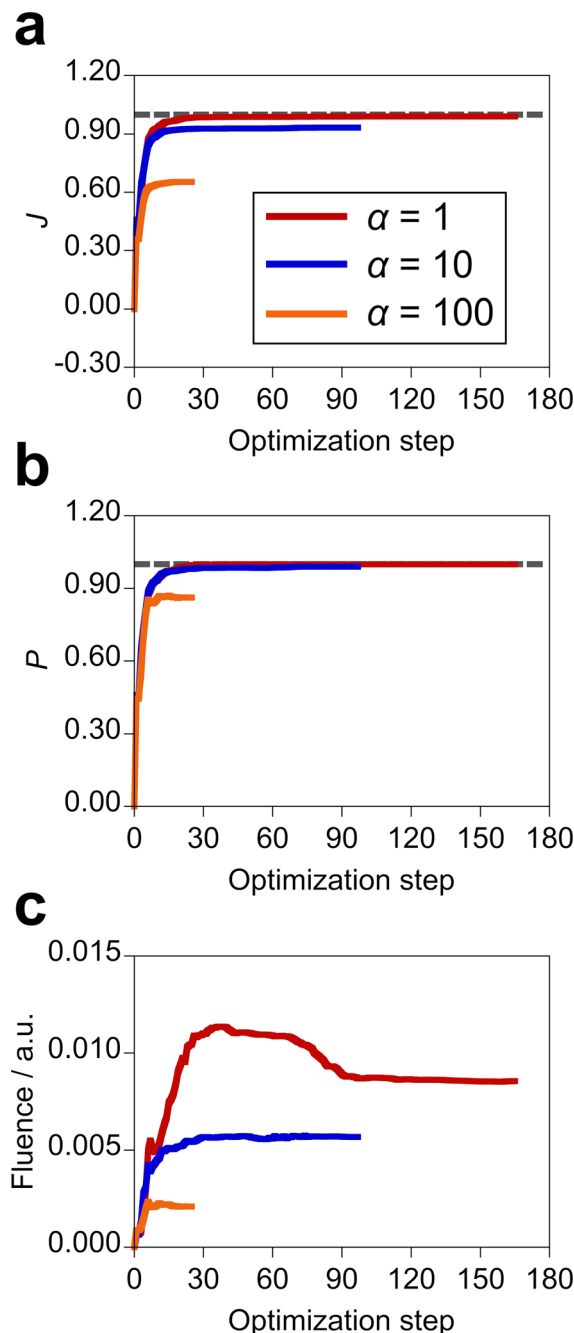 a
1.20
0.90
0.60
0.30
0.00
-0.30
J
α = 1
α = 10
α = 100
0 30 60 90 120 150 180
Optimization step
b
1.20
0.90
0.60
0.30
0.00
P
0 30 60 90 120 150 180
Optimization step
c
0.015
0.010
0.005
0.000
Fluence / a.u.
0 30 60 90 120 150 180
Optimization step